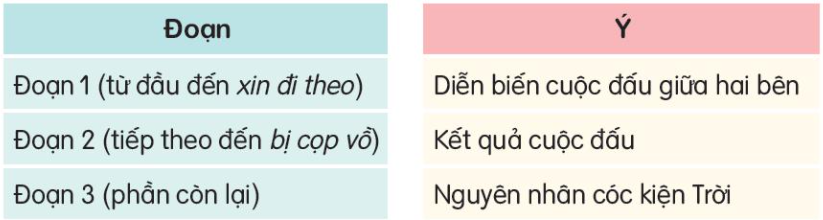 Đoạn
Đoạn 1 (từ đầu đến xin đi theo)
Đoạn 2 (tiếp theo đến bị cọp vồ)
Đoạn 3 (phần còn lại)
Ý
Diễn biến cuộc đấu giữa hai bên
Kết quả cuộc đấu
Nguyên nhân cóc kiện Trời